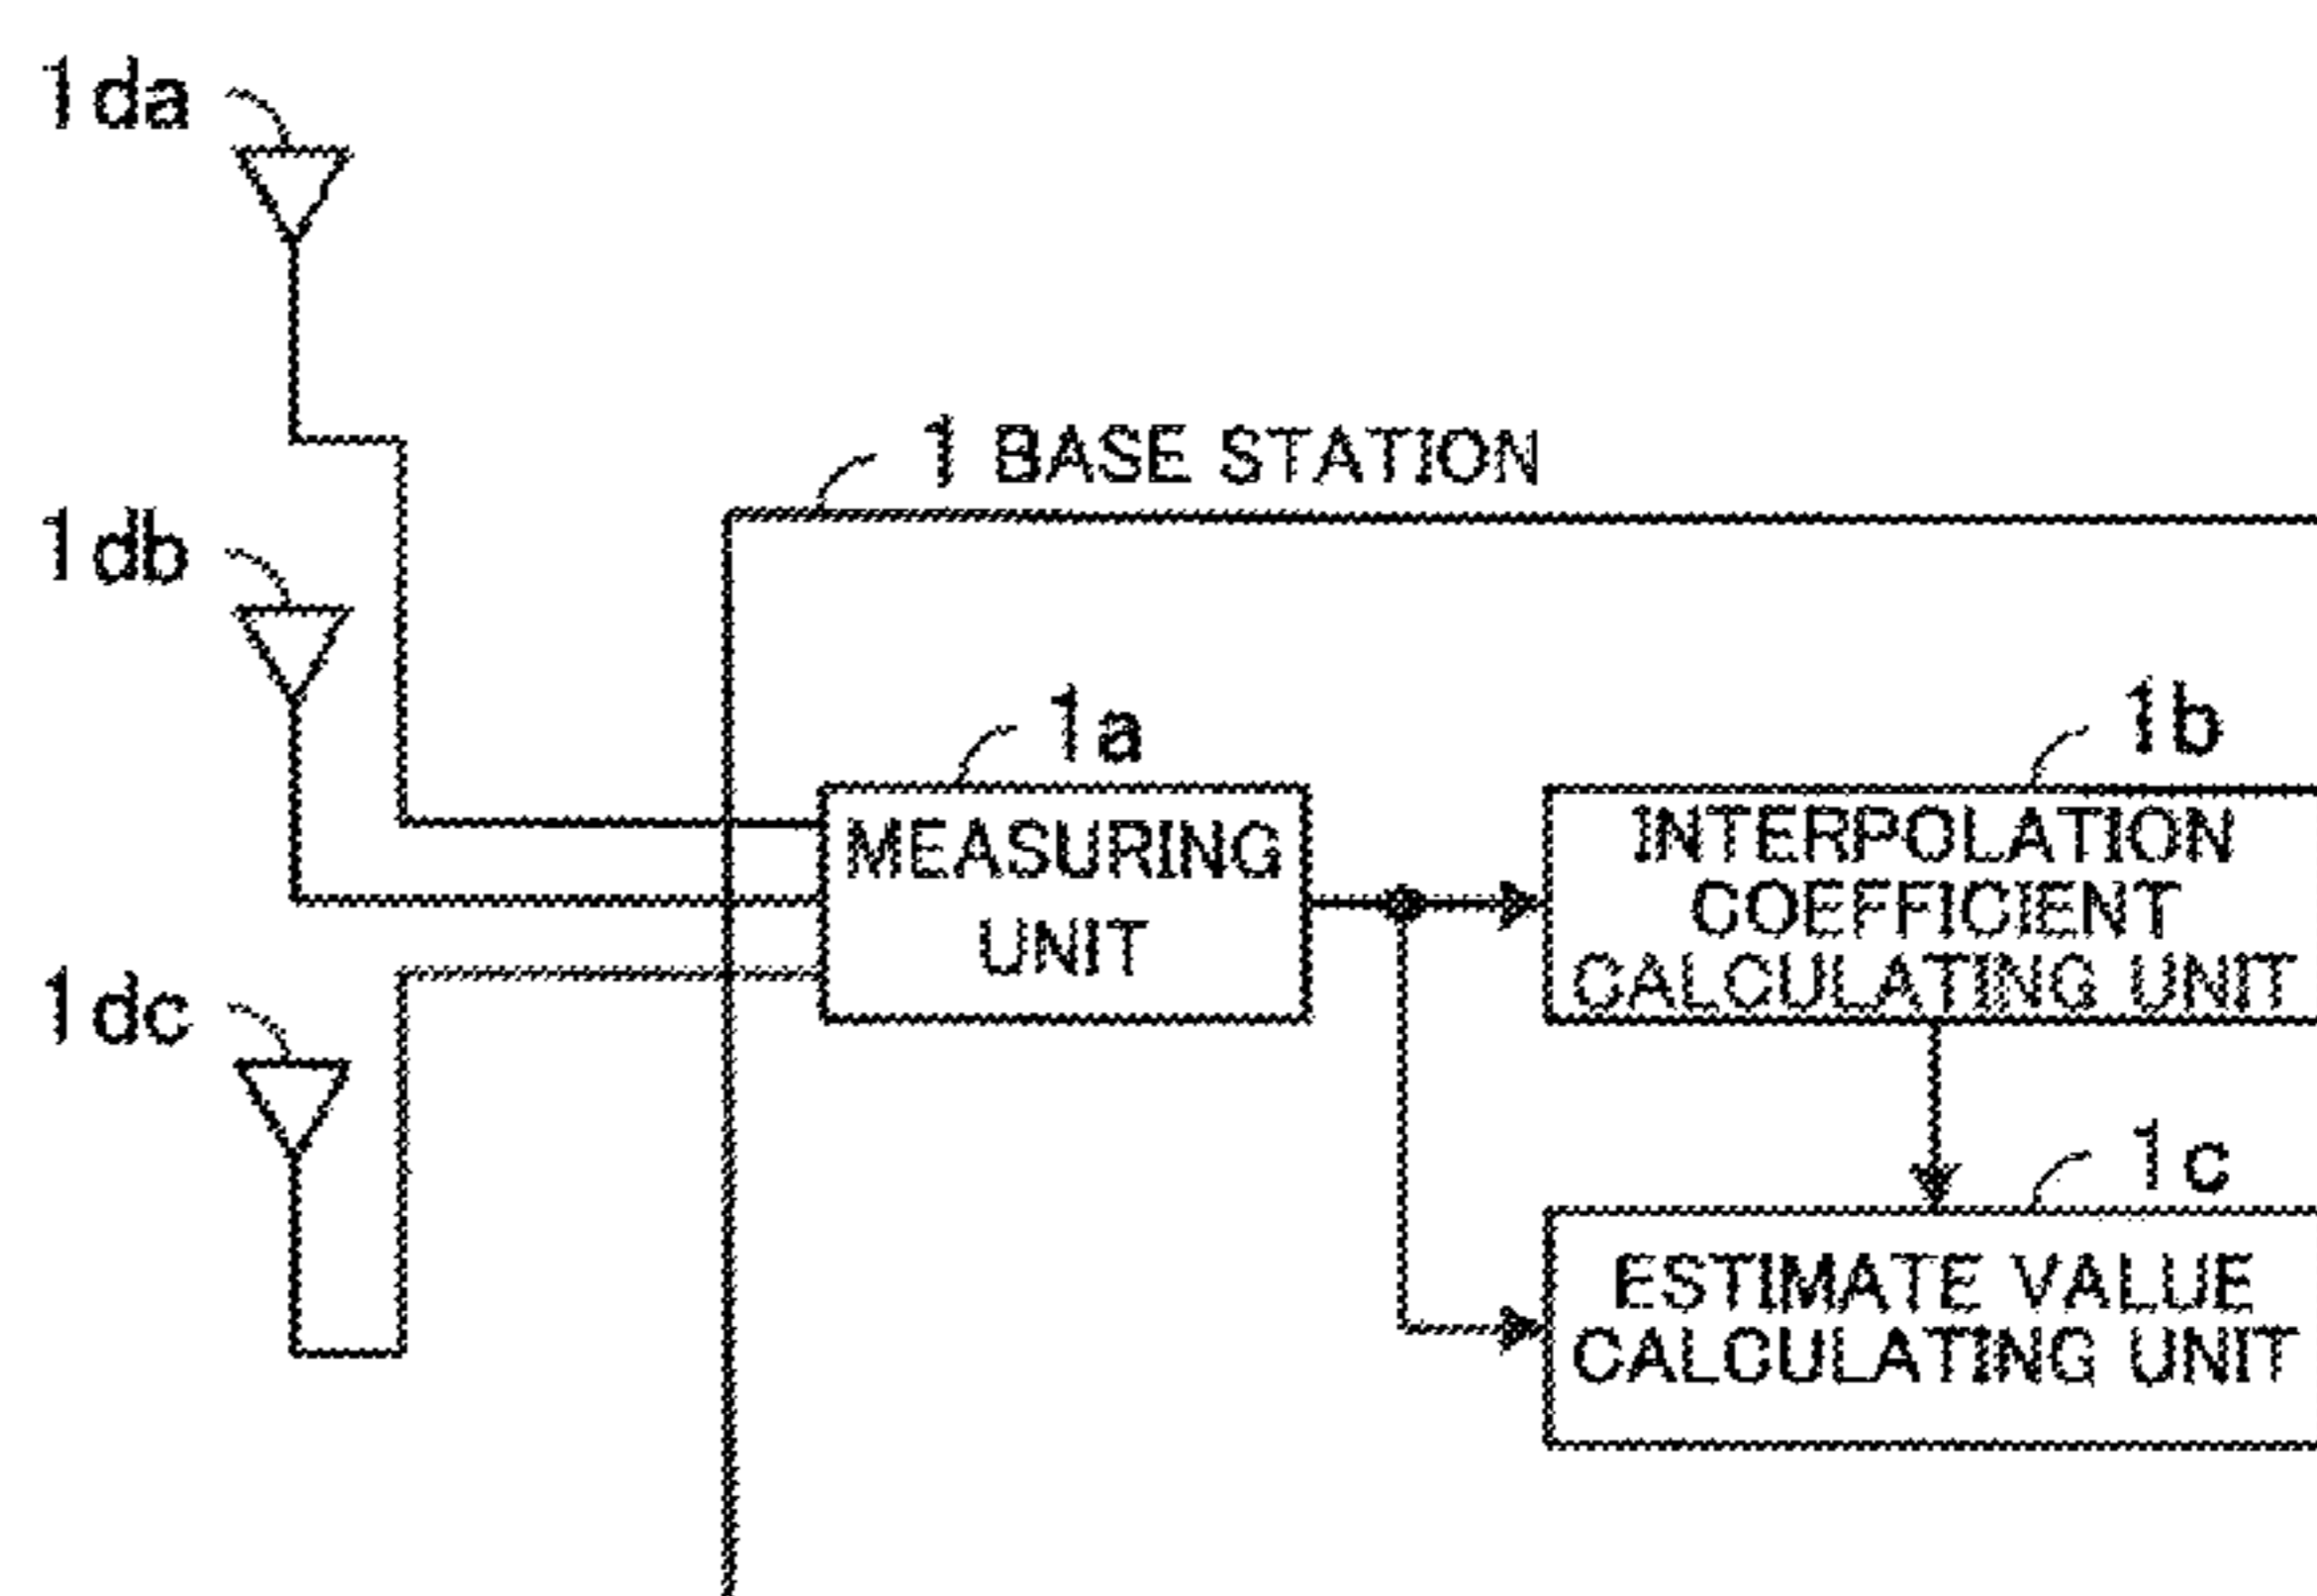 1da
1 BASE STATION
1db
1a
1b
MEASURING
UNIT
INTERPOLATION
COEFFICIENT
CALCULATING UNIT
1dc
1c
ESTIMATE VALUE
CALCULATING UNIT